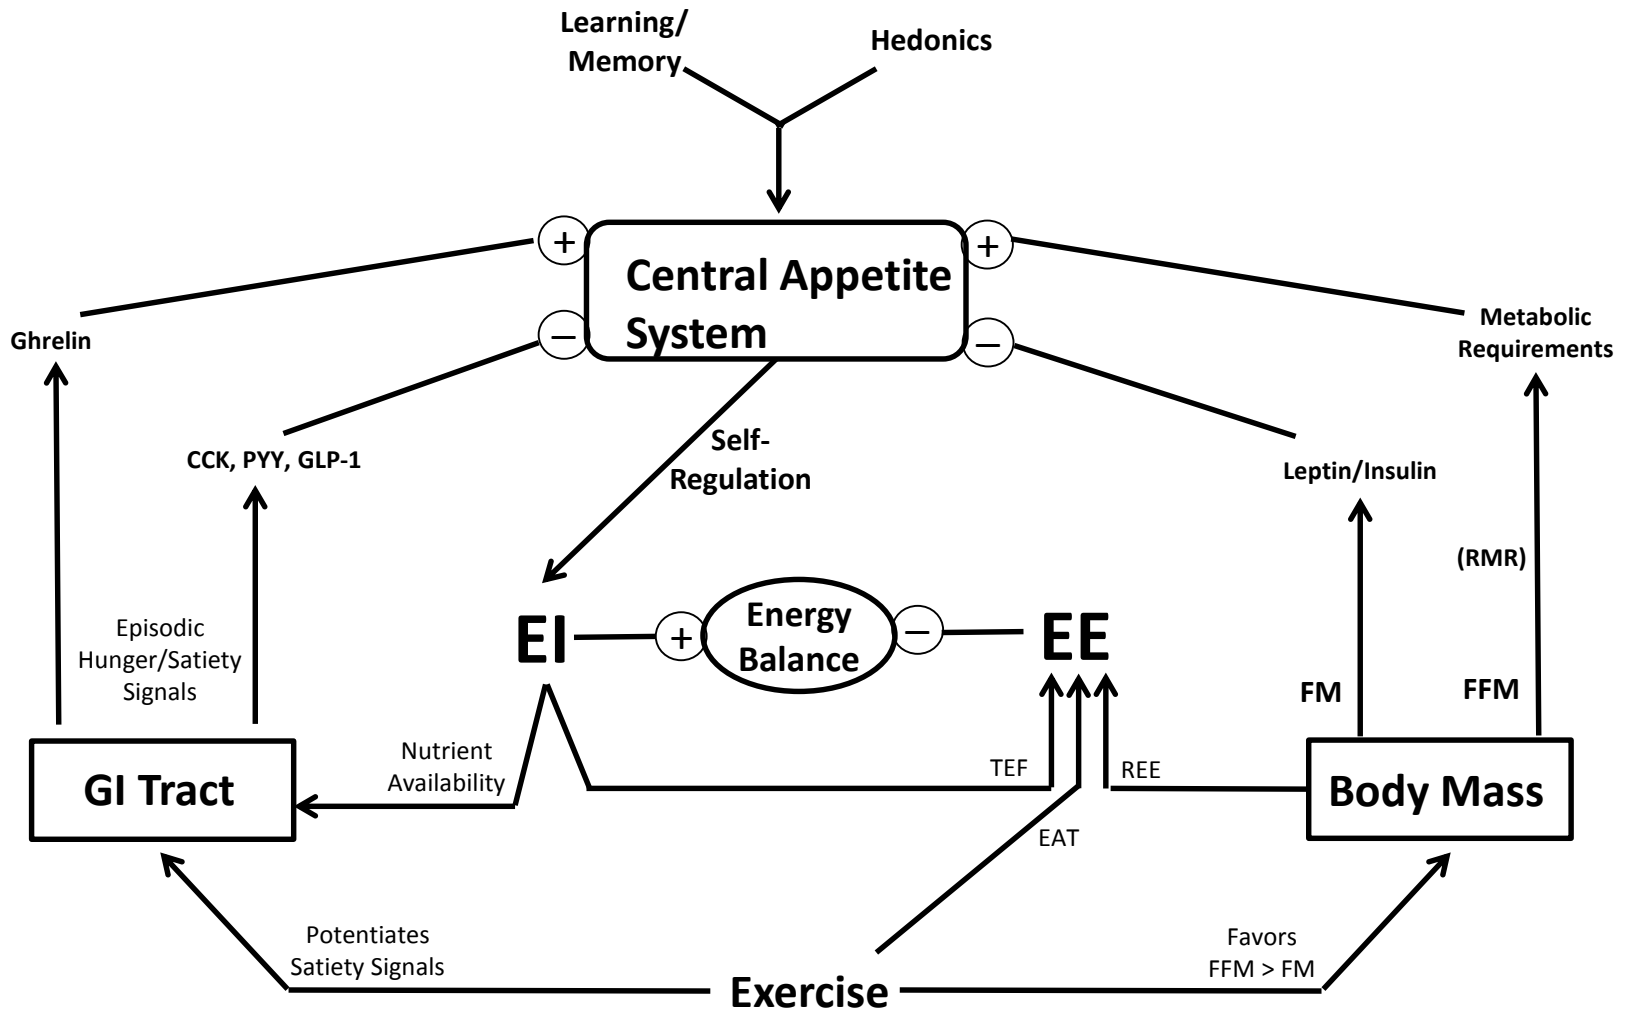 Learning/
Memory
Hedonics
+
+
Central Appetite
System
−
−
Ghrelin
Metabolic
Requirements
CCK, PYY, GLP-1
Self-
Regulation
Leptin/Insulin
(RMR)
Episodic
Hunger/Satiety
Signals
EI
+
Energy
Balance
−
EE
FM
FFM
GI Tract
Nutrient
Availability
TEF
REE
EAT
Body Mass
Potentiates
Satiety Signals
Exercise
Favors
FFM > FM